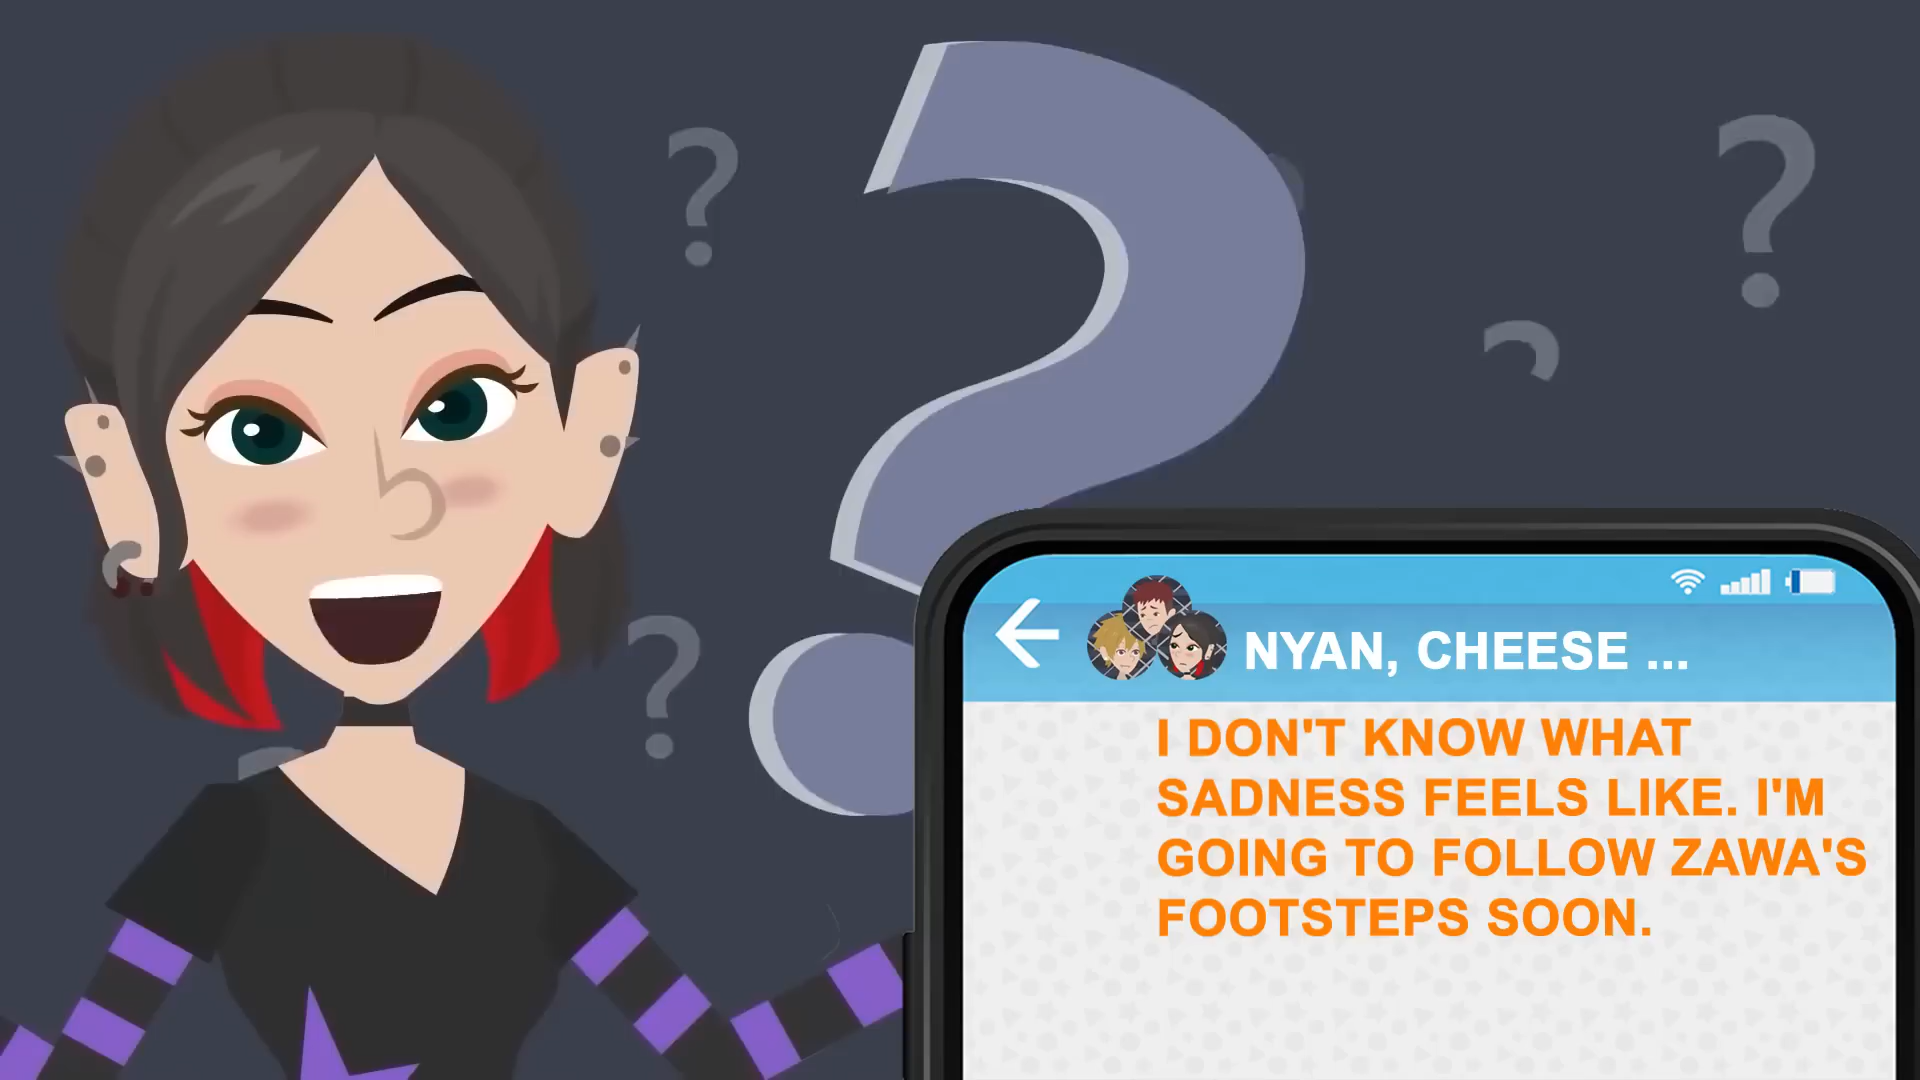 NYAN, CHEESE ...
I DON'T KNOW WHAT
SADNESS FEELS LIKE. I'M
GOING TO FOLLOW ZAWA'S
FOOTSTEPS SOON.